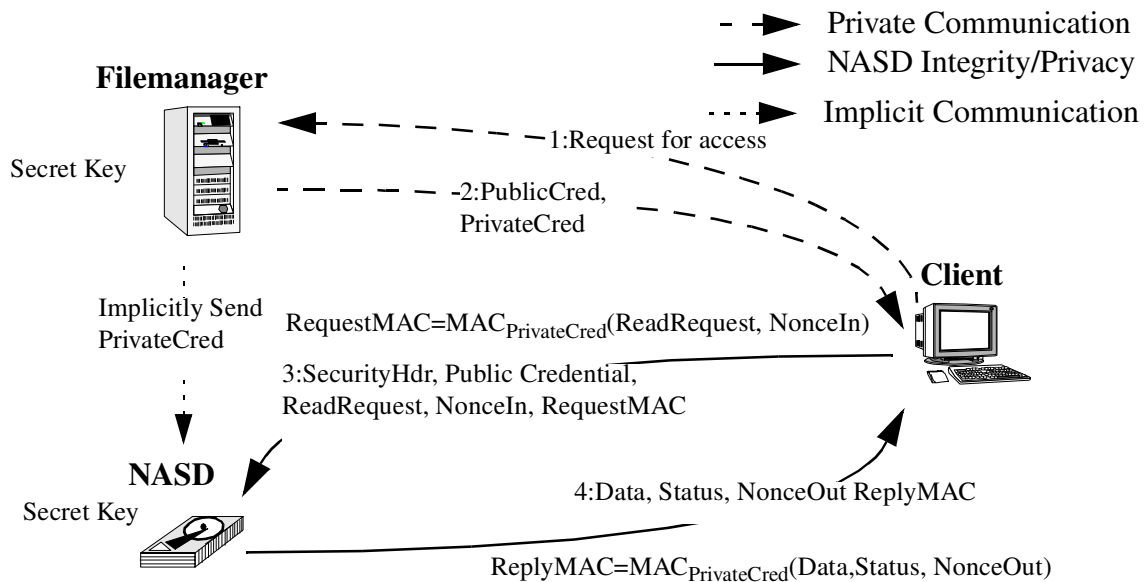 Private Communication
NASD Integrity/Privacy
Implicit Communication
Filemanager
Secret Key
1:Request for access
2:PublicCred,
PrivateCred
Client
Implicitly Send
PrivateCred
RequestMAC=MACPrivateCred(ReadRequest, NonceIn)
3:SecurityHdr, Public Credential,
ReadRequest, NonceIn, RequestMAC
NASD
Secret Key
4:Data, Status, NonceOut ReplyMAC
ReplyMAC=MACPrivateCred(Data,Status, NonceOut)